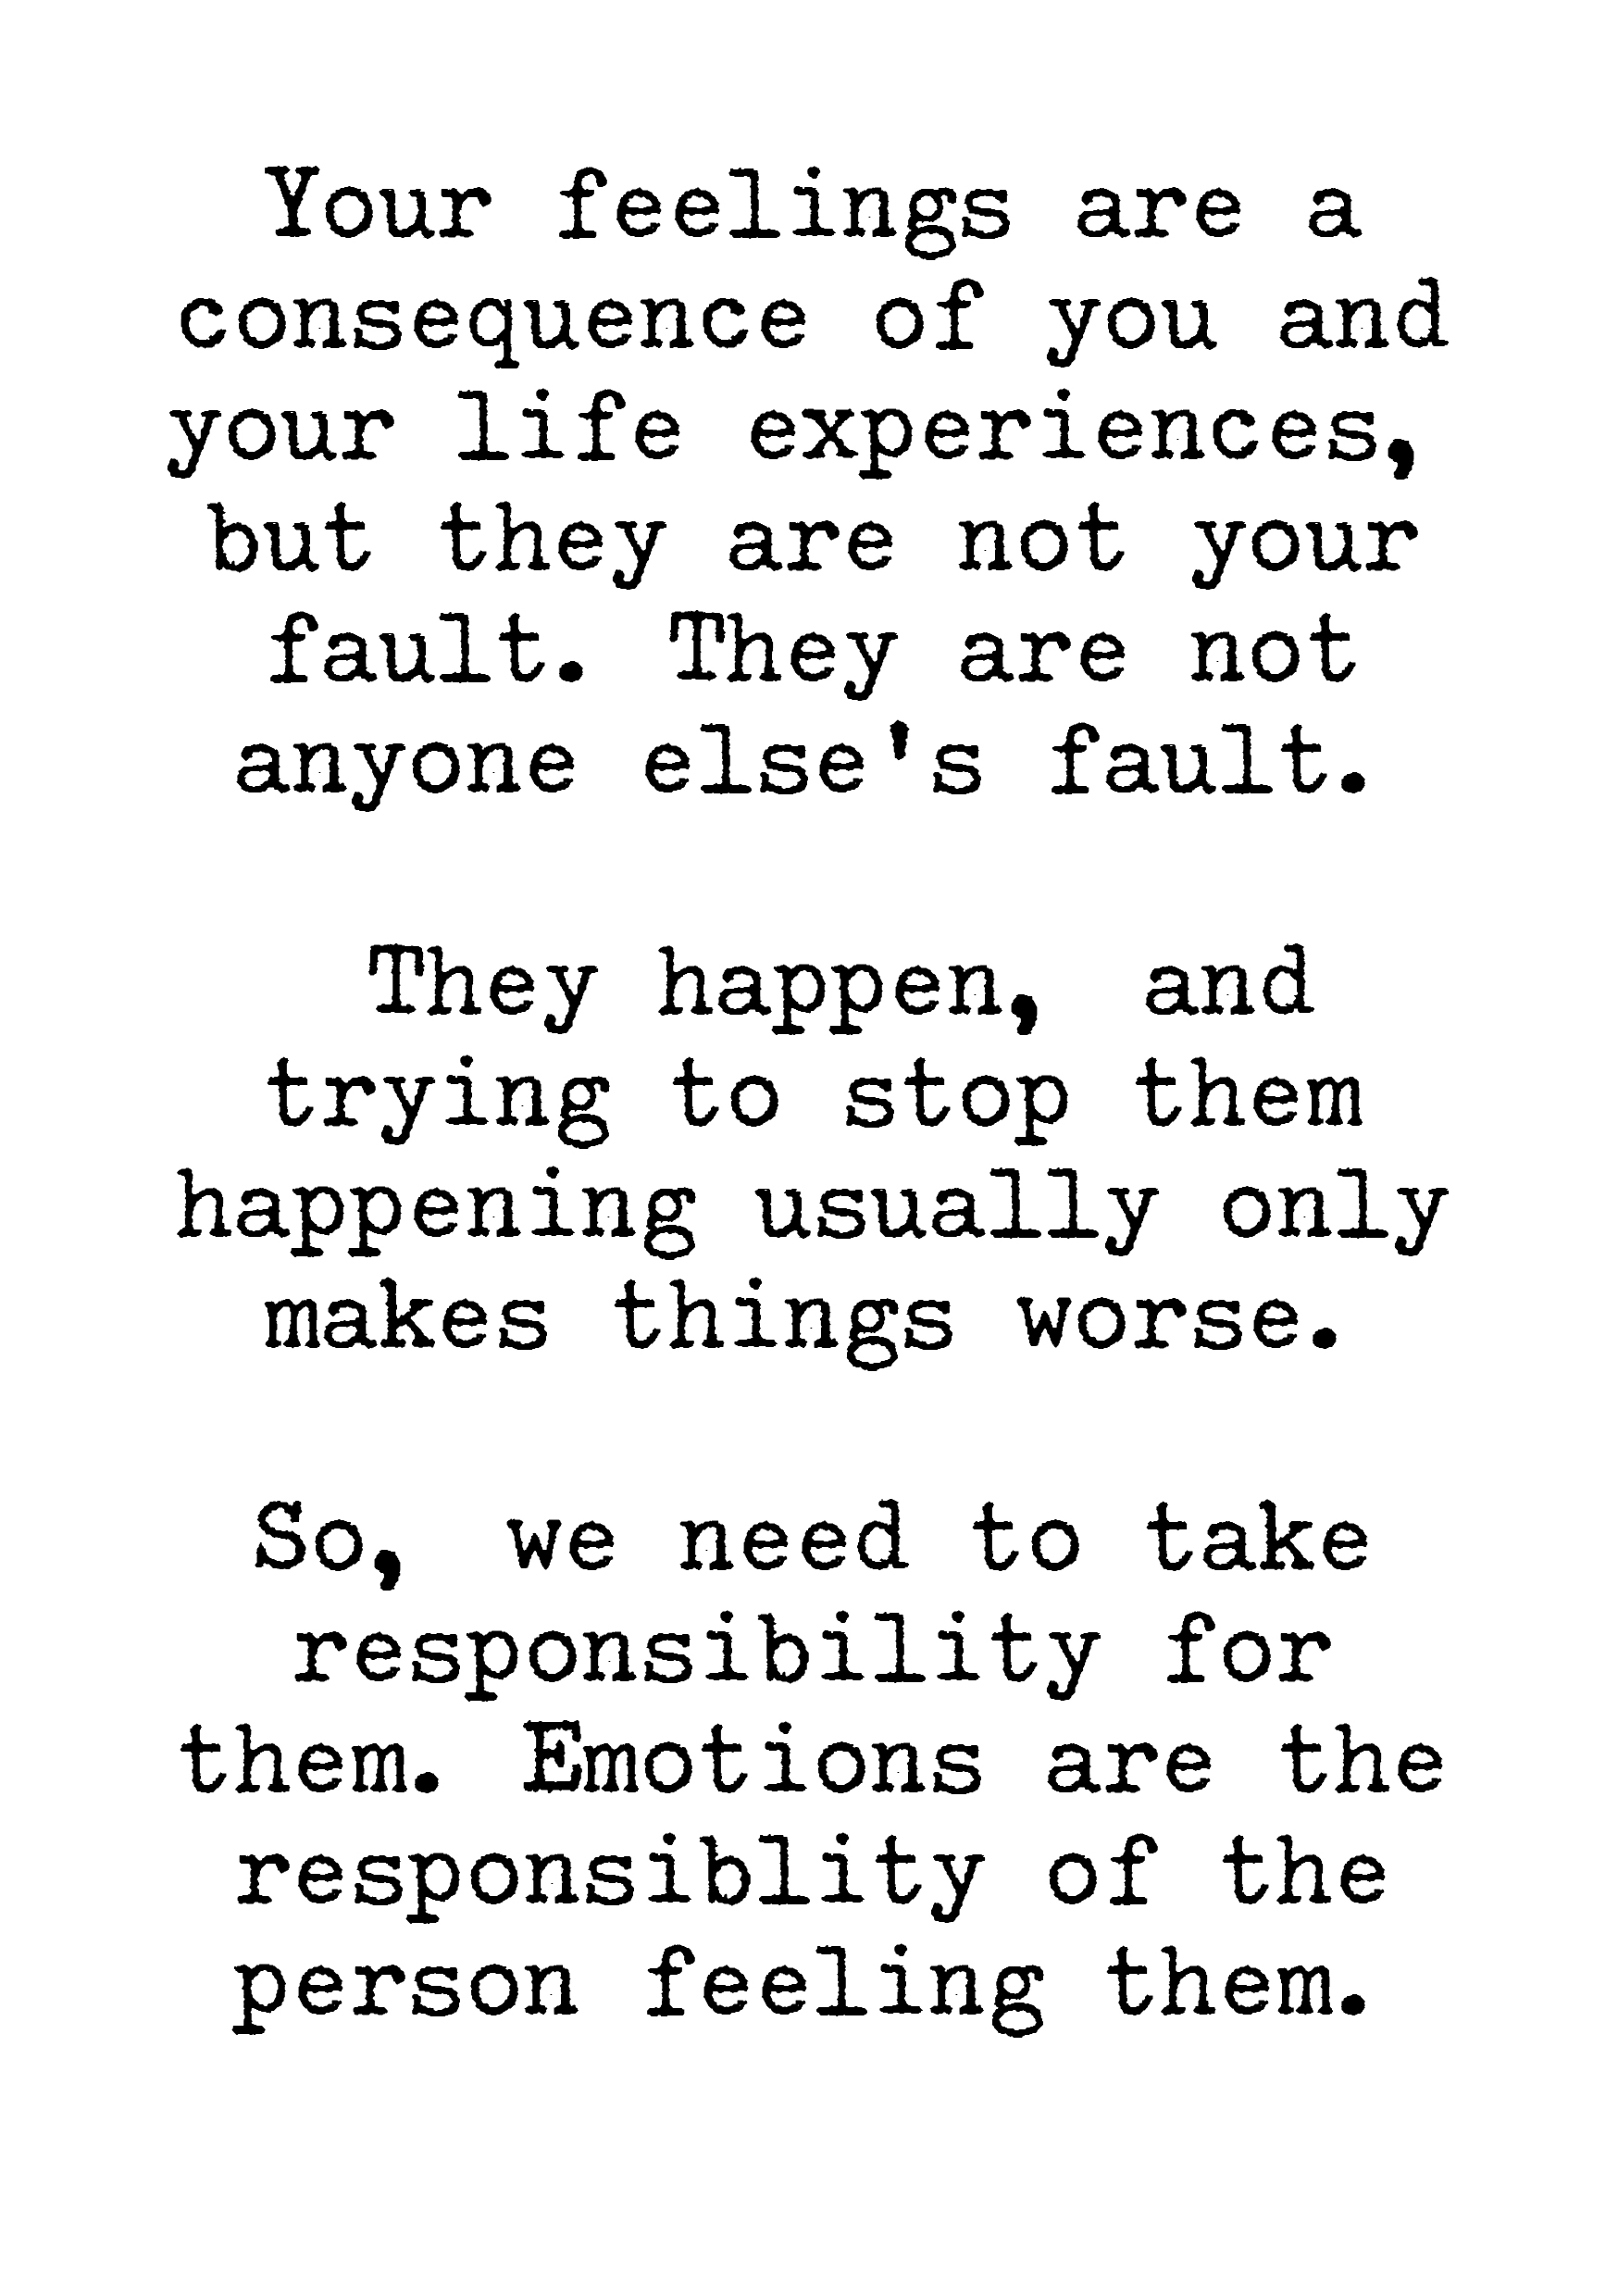 Your feelings are a
consequence of you and
your life experiences,
but they are not your
fault. They are not
anyone else's fault.
They happen, and
trying to stop them
happening usually only
makes things worse.
So, we need to take
responsibility for
them. Emotions are the
responsiblity of the
person feeling them.